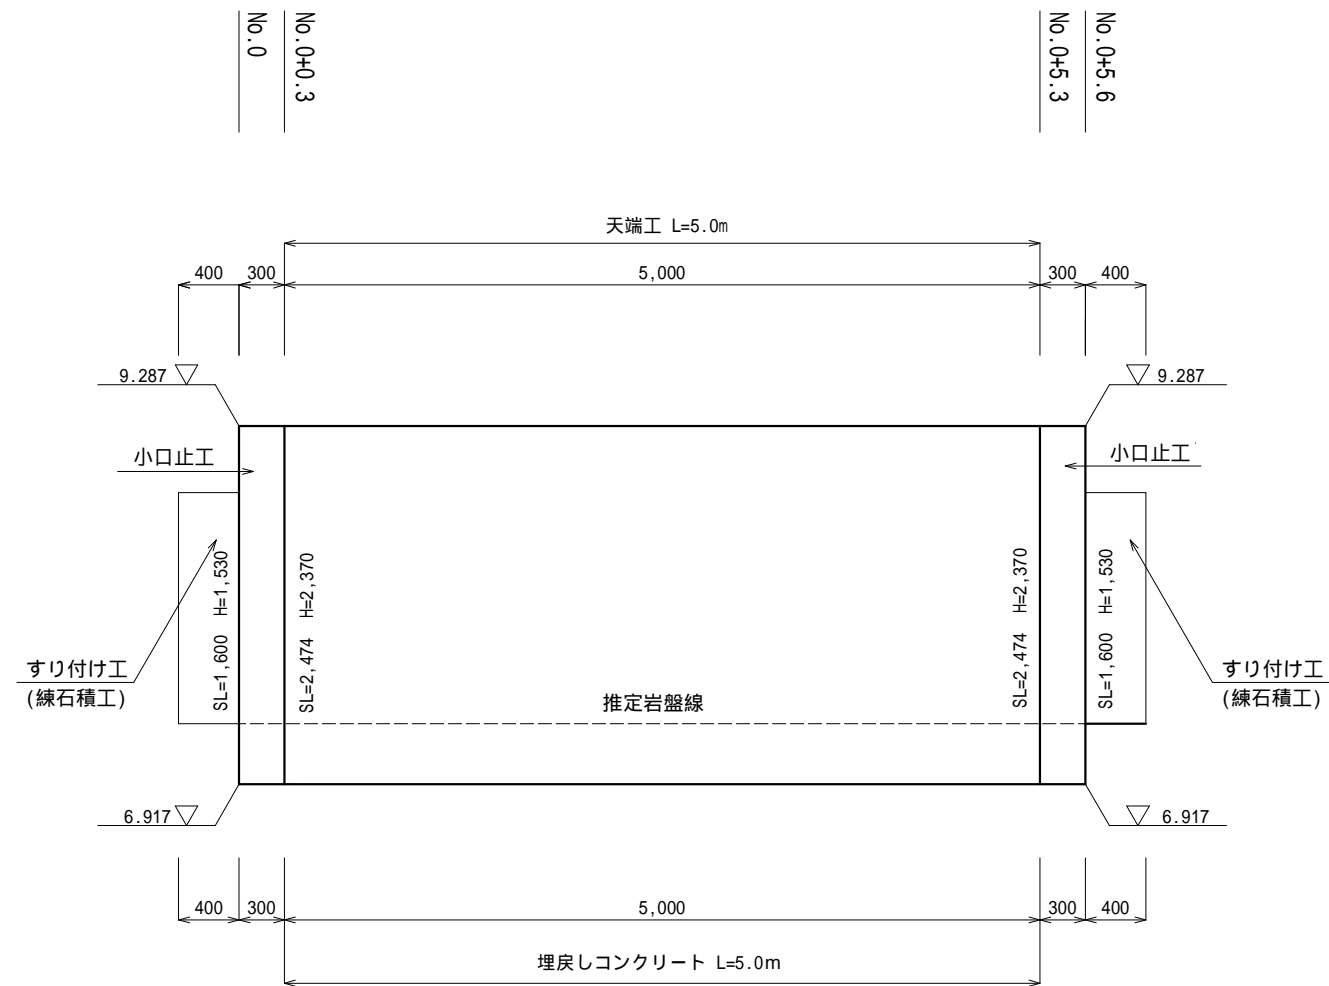 No.0
No.0+0.3
No.0+5.3
No.0+5.6
天端工 L=5.0m
400
300
5,000
300
400
9.287
9.287
小口止工
小口止工
SL=1,600 H=1,530
SL=2,474 H=2,370
SL=2,474 H=2,370
SL=1,600 H=1,530
すり付け工
(練石積工)
すり付け工
(練石積工)
推定岩盤線
6.917
6.917
400
300
5,000
300
400
埋戻しコンクリート L=5.0m